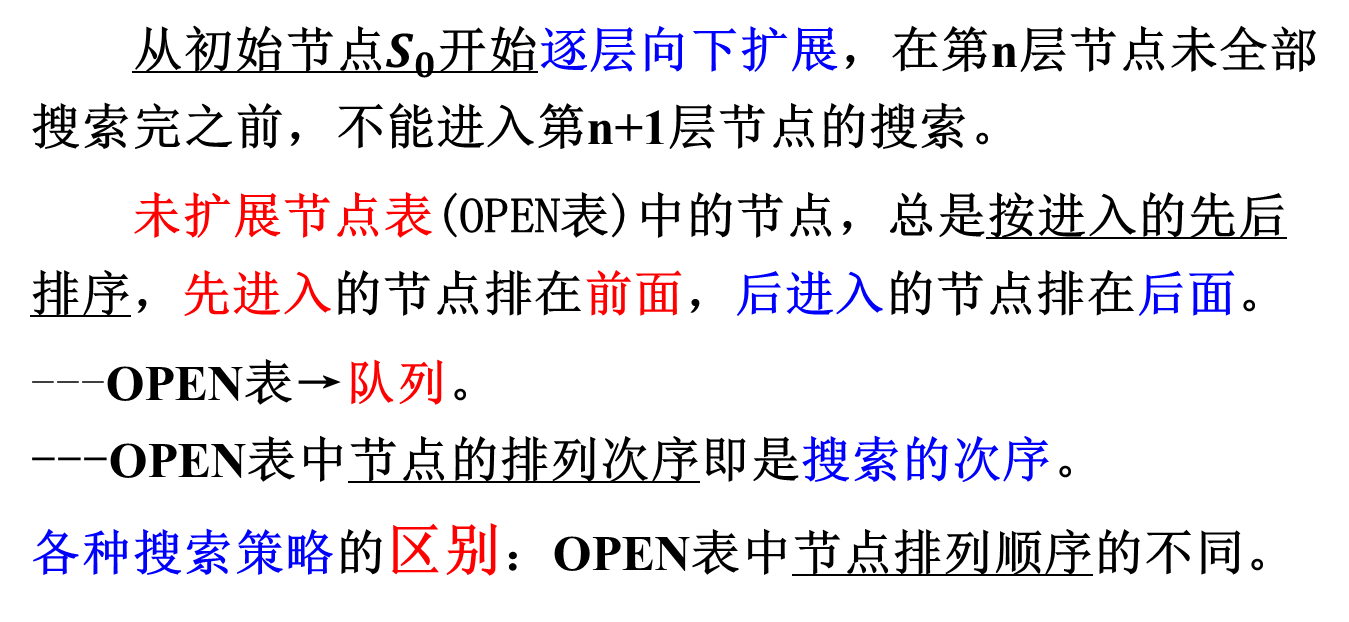 从初始节点S₀开始逐层向下扩展，在第n层节点未全部
搜索完之前，不能进入第n+1层节点的搜索。
未扩展节点表(OPEN表)中的节点，总是按进入的先后
排序，先进入的节点排在前面，后进入的节点排在后面。
---OPEN表→队列。
---OPEN表中节点的排列次序即是搜索的次序。
各种搜索策略的区别：OPEN表中节点排列顺序的不同。